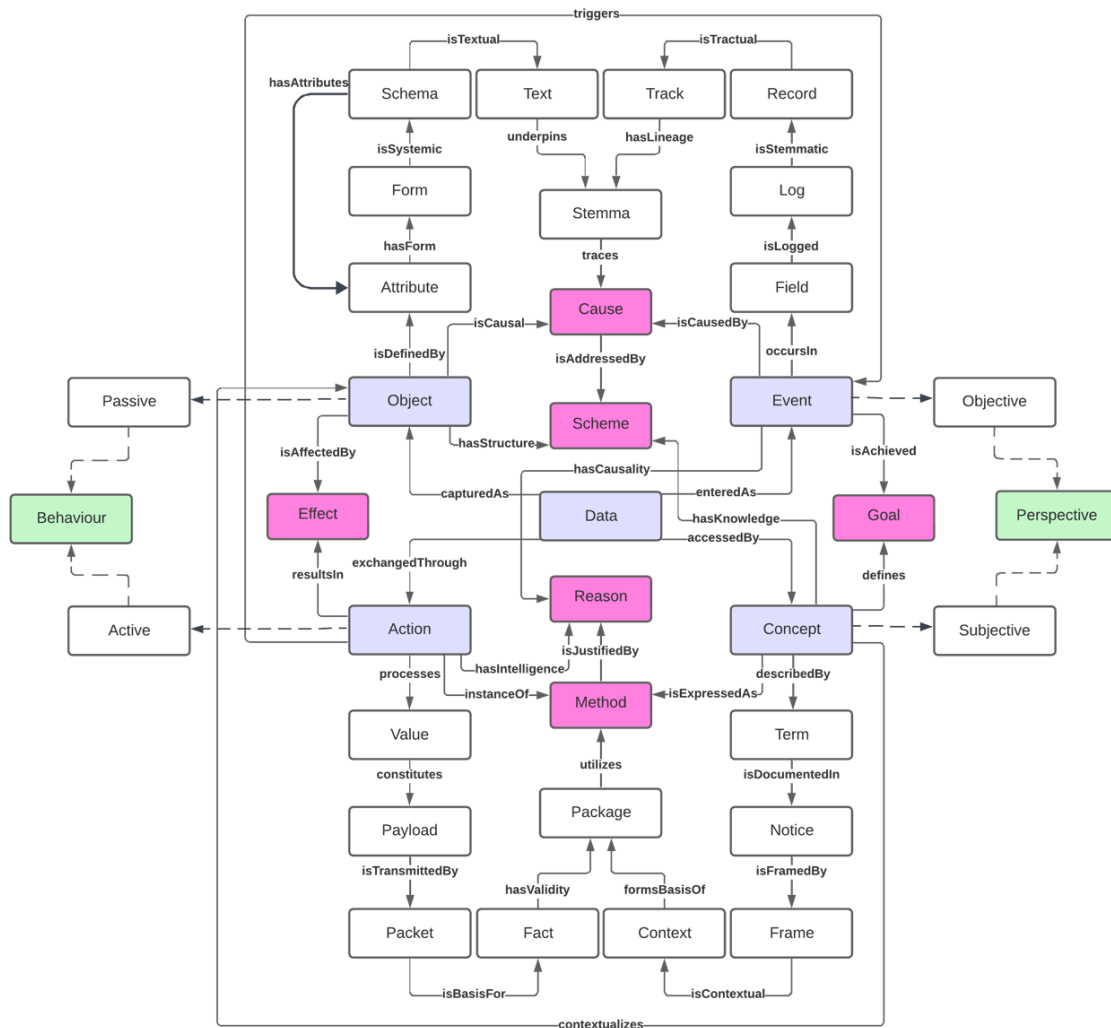 triggers
isTextual
isTractual
hasAttributes
Schema
Text
Track
Record
underpins
hasLineage
isSystemic
isStemmatic
Form
Stemma
Log
hasForm
traces
isLogged
Attribute
Cause
Field
isCausal
isCausedBy
isDefinedBy
isAddressedBy
occursIn
Passive
Object
Scheme
Event
Objective
hasStructure
isAffectedBy
hasCausality
isAchieved
capturedAs
enteredAs
Behaviour
Effect
Data
hasKnowledge
Goal
Perspective
exchangedThrough
accessedBy
resultsIn
defines
Reason
Active
Action
Concept
Subjective
isJustifiedBy
hasIntelligence
processes
describedBy
instanceOf
Method
isExpressedAs
Value
Term
constitutes
utilizes
isDocumentedIn
Payload
Package
Notice
isTransmittedBy
hasValidity
formsBasisOf
isFramedBy
Packet
Fact
Context
Frame
isBasisFor
isContextual
contextualizes